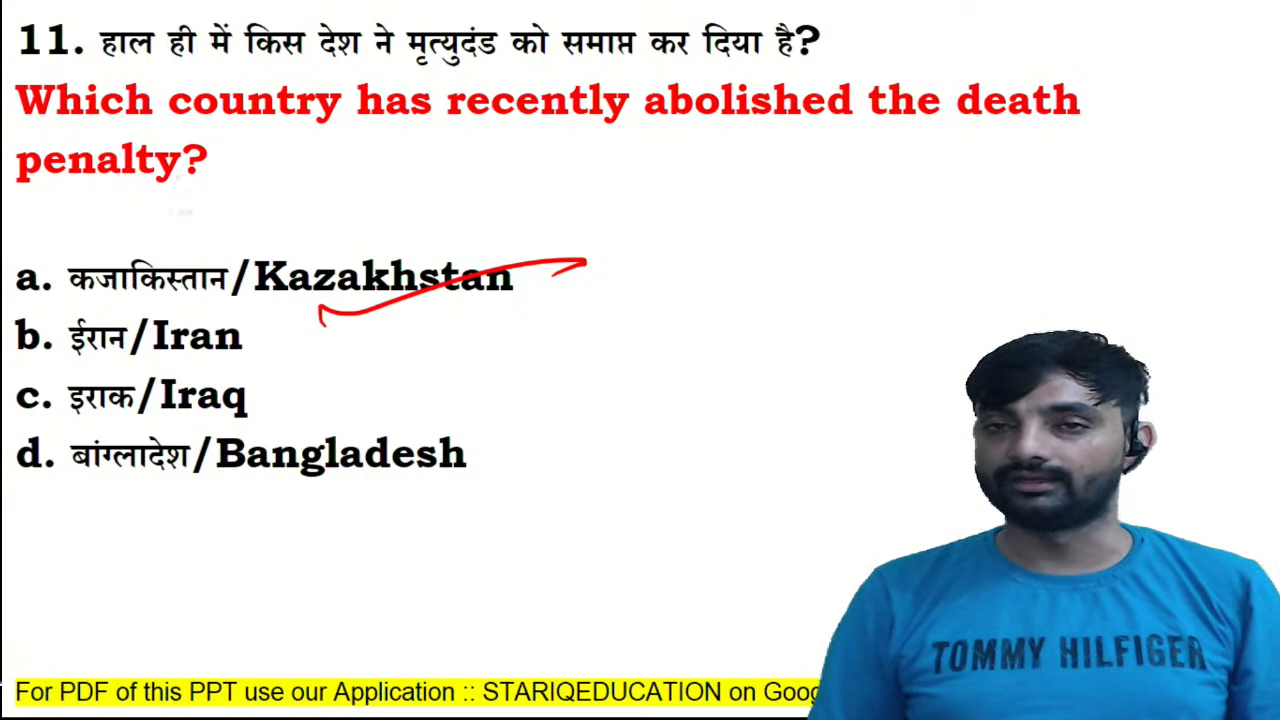 11. हाल ही में किस देश ने मृत्युदंड को समाप्त कर दिया है?
Which country has recently abolished the death
penalty?
a. कजाकिस्तान/Kazakhstan
b. ईरान/Iran
c. इराक/Iraq
d. बांग्लादेश/Bangladesh
TOMMY HILFIGER
For PDF of this PPT use our Application :: STARIQEDUCATION on Goog